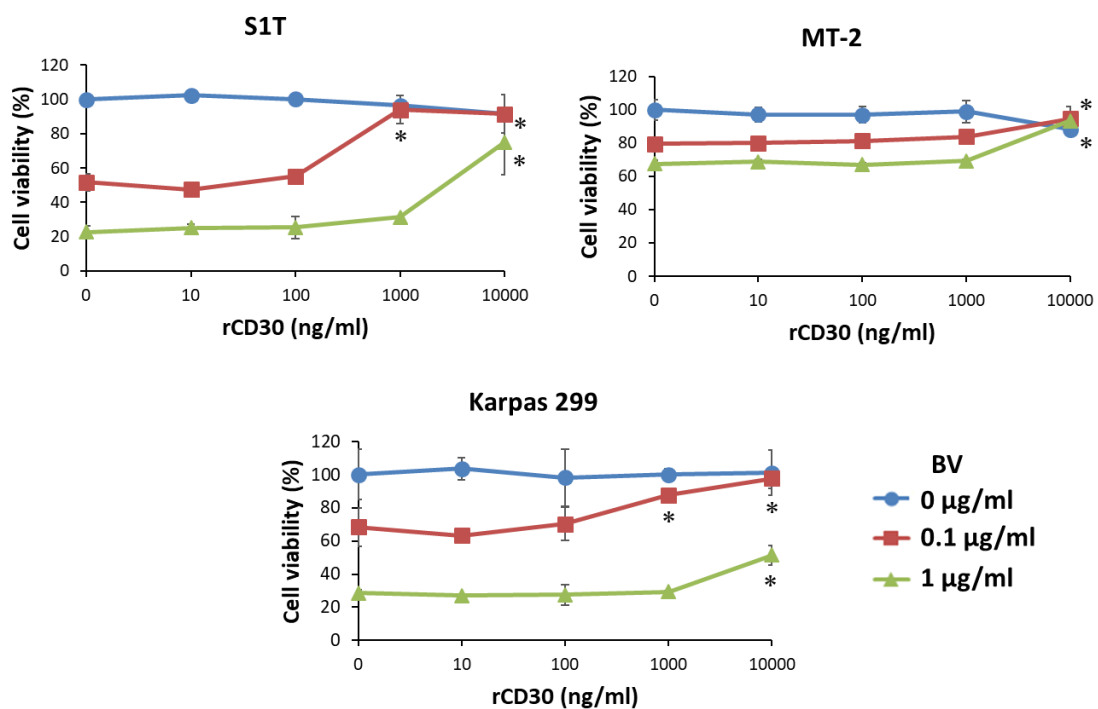 S1T
Cell viability (%)
120
100
80
60
40
20
0
0 10 100 1000 10000
rCD30 (ng/ml)
*
*
*
MT-2
Cell viability (%)
120
100
80
60
40
20
0
0 10 100 1000 10000
rCD30 (ng/ml)
*
*
Karpas 299
Cell viability (%)
120
100
80
60
40
20
0
0 10 100 1000 10000
rCD30 (ng/ml)
*
*
*
BV
0 µg/ml
0.1 µg/ml
1 µg/ml